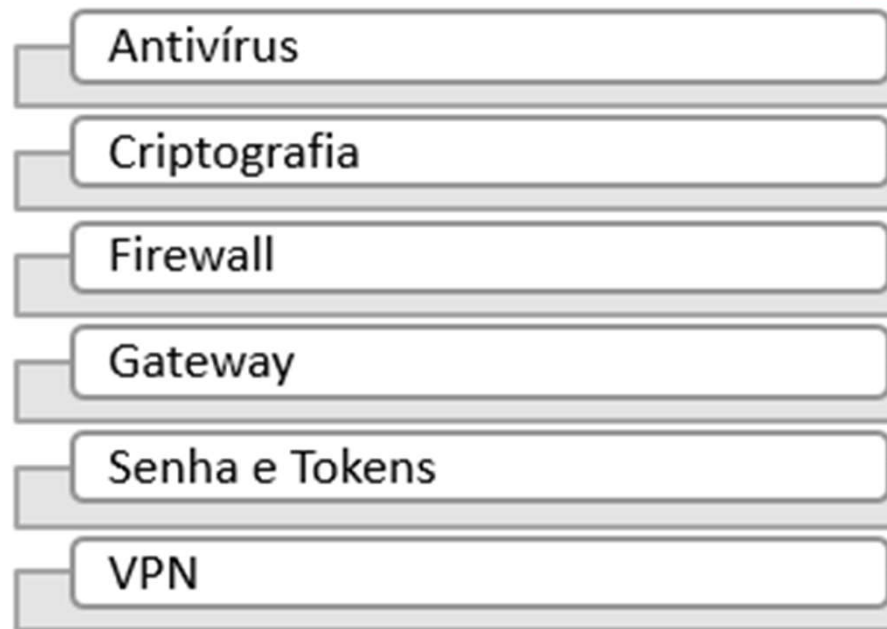 Antivírus
Criptografia
Firewall
Gateway
Senha e Tokens
VPN